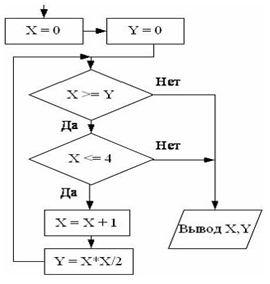 X = 0
Y = 0
X >= Y
Нет
Да
X <= 4
Нет
Да
X = X + 1
Вывод X,Y
Y = X*X/2